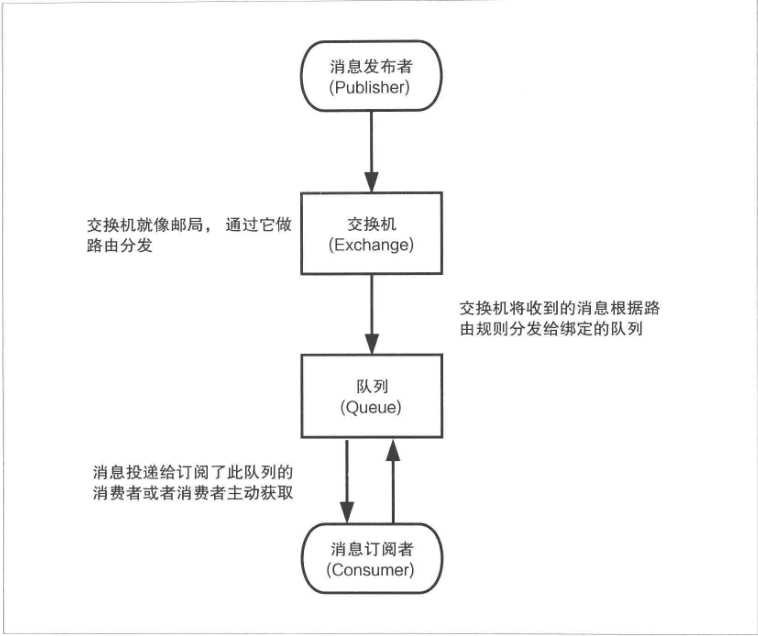 消息发布者
(Publisher)
交换机就像邮局， 通过它做
路由分发
交换机
(Exchange)
交换机将收到的消息根据路
由规则分发给绑定的队列
队列
(Queue)
消息投递给订阅了此队列的
消费者或者消费者主动获取
消息订阅者
(Consumer)